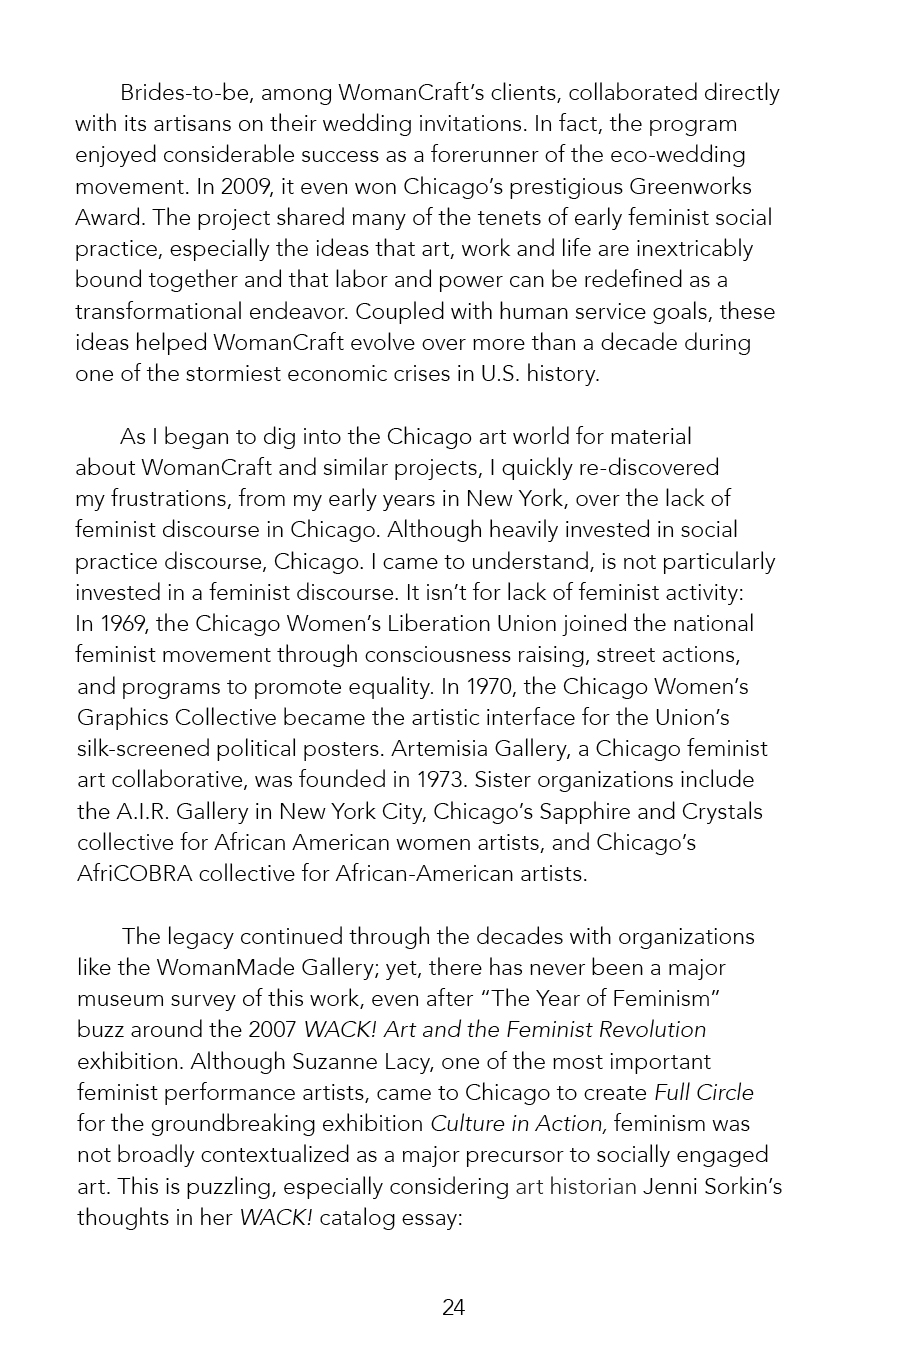 Brides-to-be, among WomanCraft’s clients, collaborated directly
with its artisans on their wedding invitations. In fact, the program
enjoyed considerable success as a forerunner of the eco-wedding
movement. In 2009, it even won Chicago’s prestigious Greenworks
Award. The project shared many of the tenets of early feminist social
practice, especially the ideas that art, work and life are inextricably
bound together and that labor and power can be redefined as a
transformational endeavor. Coupled with human service goals, these
ideas helped WomanCraft evolve over more than a decade during
one of the stormiest economic crises in U.S. history.
As I began to dig into the Chicago art world for material
about WomanCraft and similar projects, I quickly re-discovered
my frustrations, from my early years in New York, over the lack of
feminist discourse in Chicago. Although heavily invested in social
practice discourse, Chicago. I came to understand, is not particularly
invested in a feminist discourse. It isn’t for lack of feminist activity:
In 1969, the Chicago Women’s Liberation Union joined the national
feminist movement through consciousness raising, street actions,
and programs to promote equality. In 1970, the Chicago Women’s
Graphics Collective became the artistic interface for the Union’s
silk-screened political posters. Artemisia Gallery, a Chicago feminist
art collaborative, was founded in 1973. Sister organizations include
the A.I.R. Gallery in New York City, Chicago’s Sapphire and Crystals
collective for African American women artists, and Chicago’s
AfriCOBRA collective for African-American artists.
The legacy continued through the decades with organizations
like the WomanMade Gallery; yet, there has never been a major
museum survey of this work, even after “The Year of Feminism”
buzz around the 2007 WACK! Art and the Feminist Revolution
exhibition. Although Suzanne Lacy, one of the most important
feminist performance artists, came to Chicago to create Full Circle
for the groundbreaking exhibition Culture in Action, feminism was
not broadly contextualized as a major precursor to socially engaged
art. This is puzzling, especially considering art historian Jenni Sorkin’s
thoughts in her WACK! catalog essay:
24